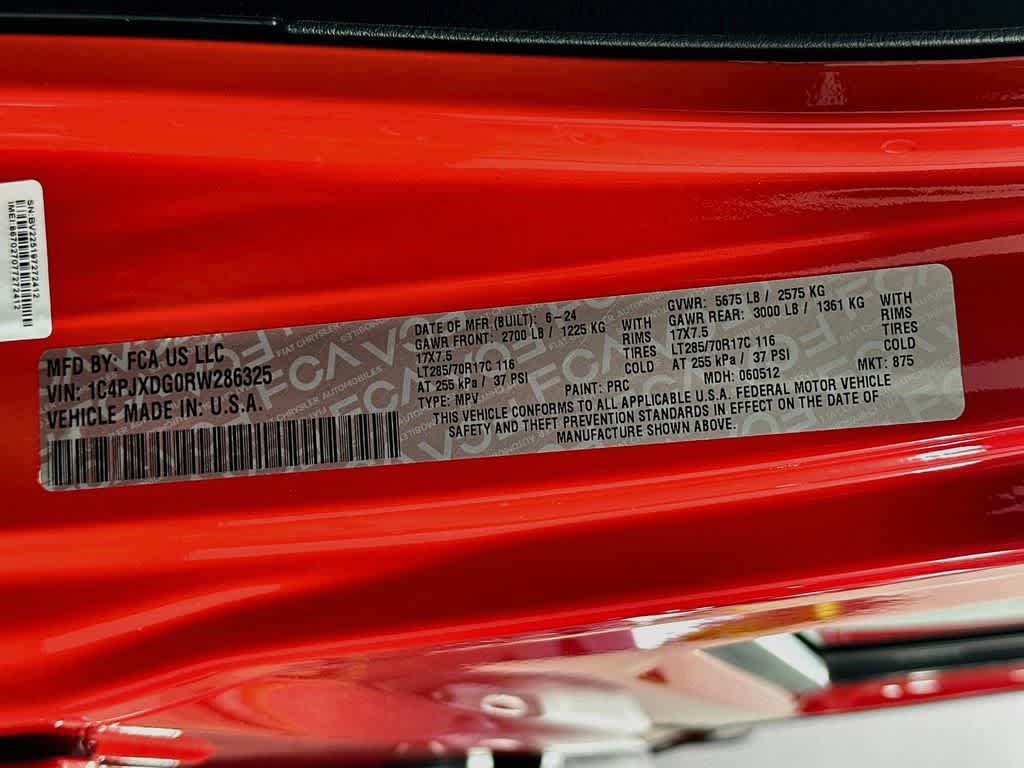 SN:BV225197272412
IMEI:867027077272412
MFD BY: FCA US LLC
VIN: 1C4PJXDG0RW286325
VEHICLE MADE IN: U.S.A.
DATE OF MFR (BUILT): 6-24
GAWR FRONT: 2700 LB / 1225 KG WITH
17X7.5 RIMS
LT285/70R17C 116 TIRES
AT 255 kPa / 37 PSI COLD
TYPE: MPV PAINT: PRC
GVWR: 5675 LB / 2575 KG
GAWR REAR: 3000 LB / 1361 KG WITH
17X7.5 RIMS
LT285/70R17C 116 TIRES
AT 255 kPa / 37 PSI COLD
MDH: 060512 MKT: 875
THIS VEHICLE CONFORMS TO ALL APPLICABLE U.S.A. FEDERAL MOTOR VEHICLE
SAFETY AND THEFT PREVENTION STANDARDS IN EFFECT ON THE DATE OF
MANUFACTURE SHOWN ABOVE.